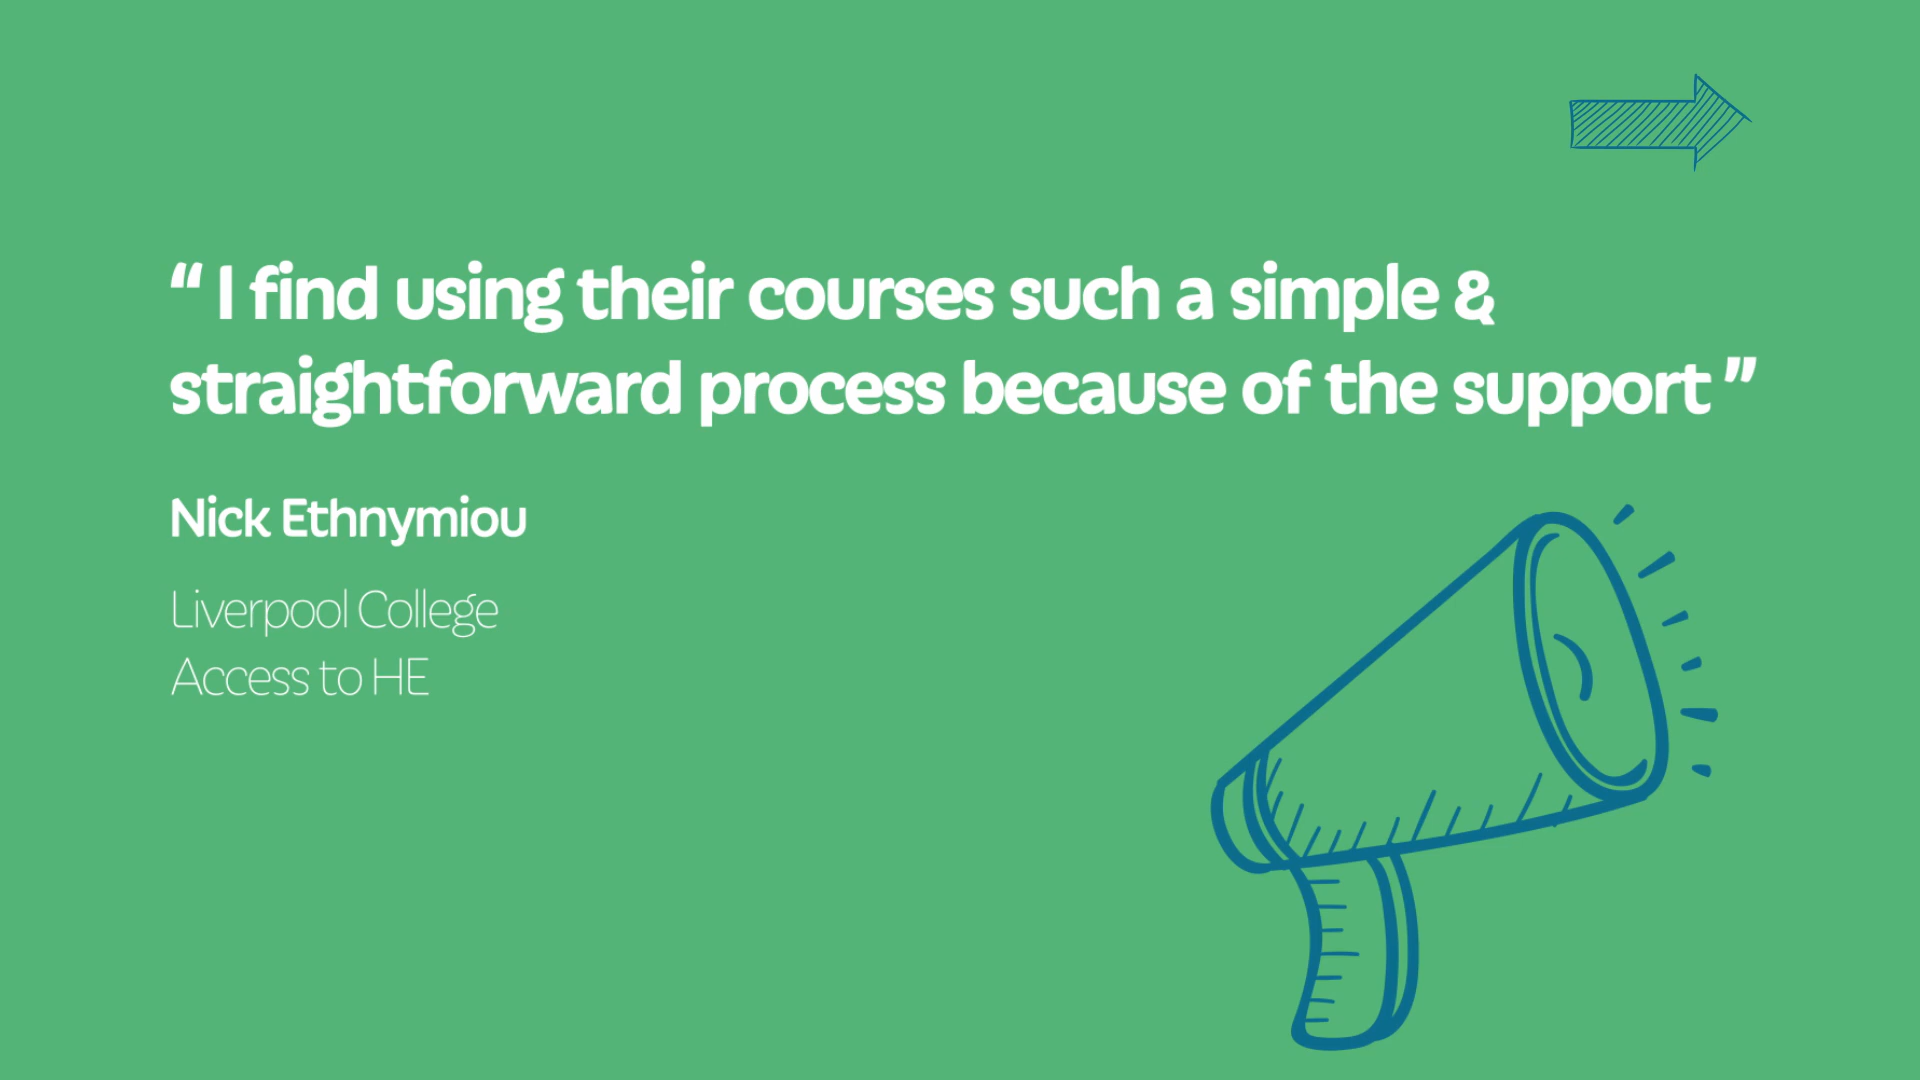 “ I find using their courses such a simple &
straightforward process because of the support ”
Nick Ethnymiou
Liverpool College
Access to HE